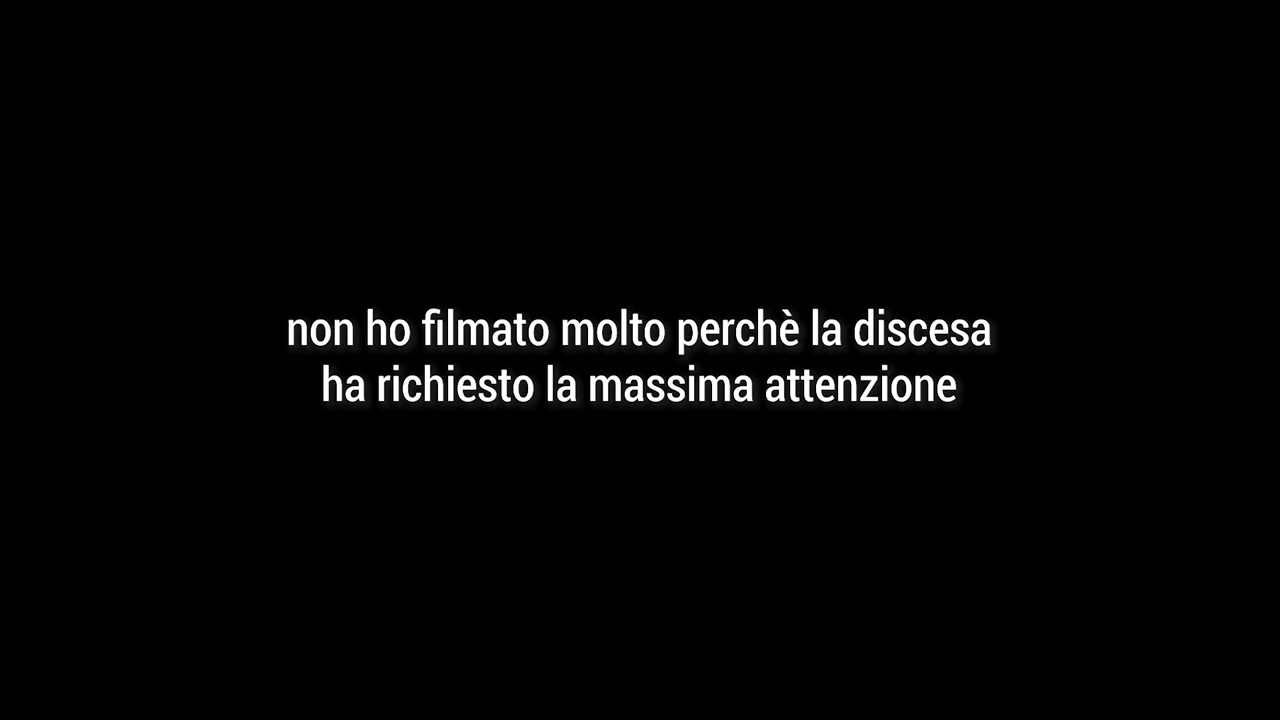 non ho filmato molto perchè la discesa
ha richiesto la massima attenzione